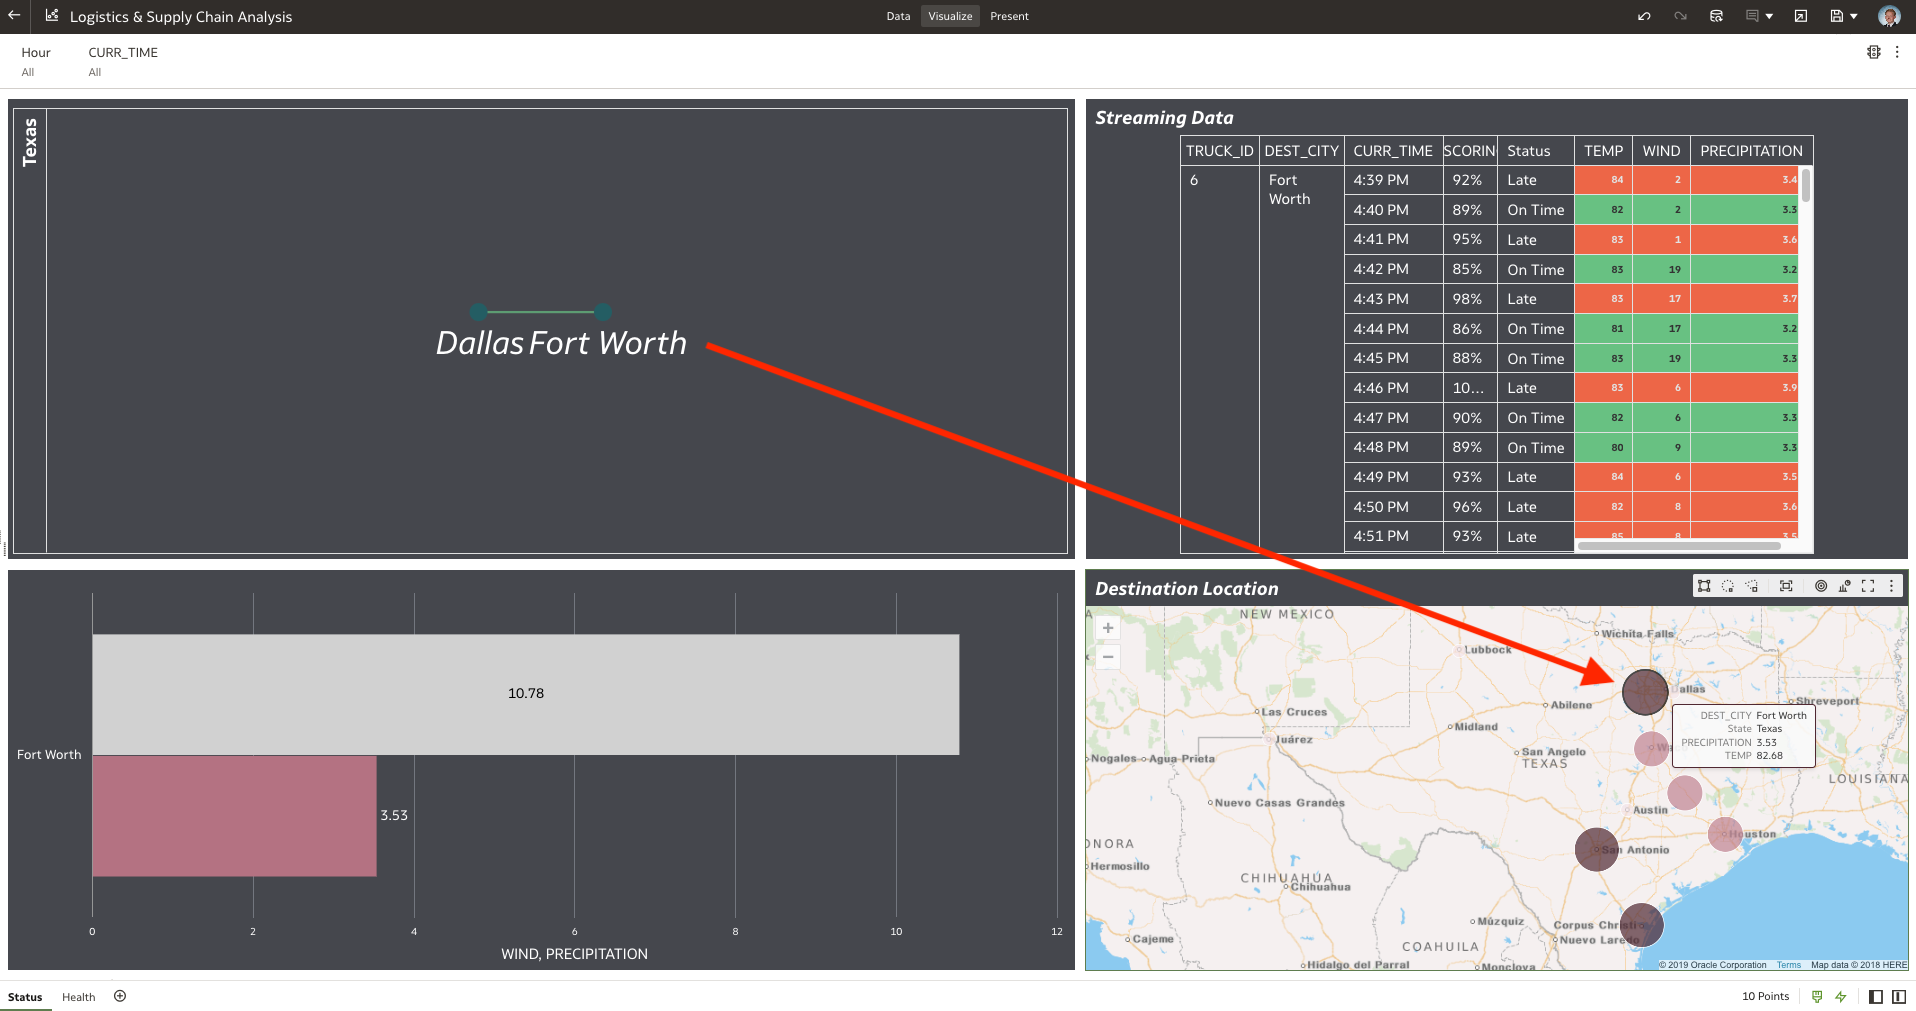 Logistics & Supply Chain Analysis
Data Visualize Present
Hour CURR_TIME
All All
Texas
Dallas Fort Worth
Streaming Data
TRUCK_ID DEST_CITY CURR_TIME SCORIN Status TEMP WIND PRECIPITATION
6 Fort Worth 4:39 PM 92% Late 84 2 3.4
4:40 PM 89% On Time 82 2 3.3
4:41 PM 95% Late 83 1 3.6
4:42 PM 85% On Time 83 19 3.2
4:43 PM 98% Late 83 17 3.7
4:44 PM 86% On Time 81 17 3.2
4:45 PM 88% On Time 83 19 3.3
4:46 PM 10... Late 83 6 3.9
4:47 PM 90% On Time 82 6 3.3
4:48 PM 89% On Time 80 9 3.3
4:49 PM 93% Late 84 6 3.5
4:50 PM 96% Late 82 8 3.6
4:51 PM 93% Late 85 8 3.5
10.78
Fort Worth
3.53
0 2 4 6 8 10 12
WIND, PRECIPITATION
Destination Location
NEW MEXICO
Wichita Falls
Lubbock
allas
Shreveport
Abilene
Las Cruces
Midland
Juárez
San Angelo
TEXAS
Nogales Agua Prieta
DEST_CITY Fort Worth
State Texas
PRECIPITATION 3.53
TEMP 82.68
LOUISIANA
Nuevo Casas Grandes
Austin
Houston
San Antonio
ONORA
Hermosillo
CHIHUAHUA
Chihuahua
Múzquiz
Corpus Christi
Nuevo Laredo
Cajeme
COAHUILA
Hidalgo del Parral
Monclova
© 2019 Oracle Corporation Terms Map data © 2018 HERE
Status Health
10 Points